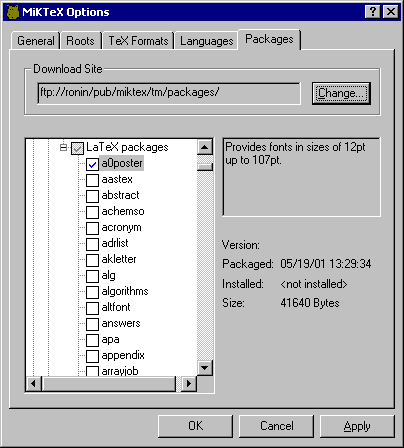 MiKTeX Options
General
Roots
TeX Formats
Languages
Packages
Download Site
ftp://ronin/pub/miktex/tm/packages/
Change...
LaTeX packages
a0poster
aastex
abstract
achemso
acronym
adrlist
akletter
alg
algorithms
altfont
answers
apa
appendix
arrayjob
Provides fonts in sizes of 12pt
up to 107pt.
Version:
Packaged: 05/19/01 13:29:34
Installed: <not installed>
Size: 41640 Bytes
OK
Cancel
Apply